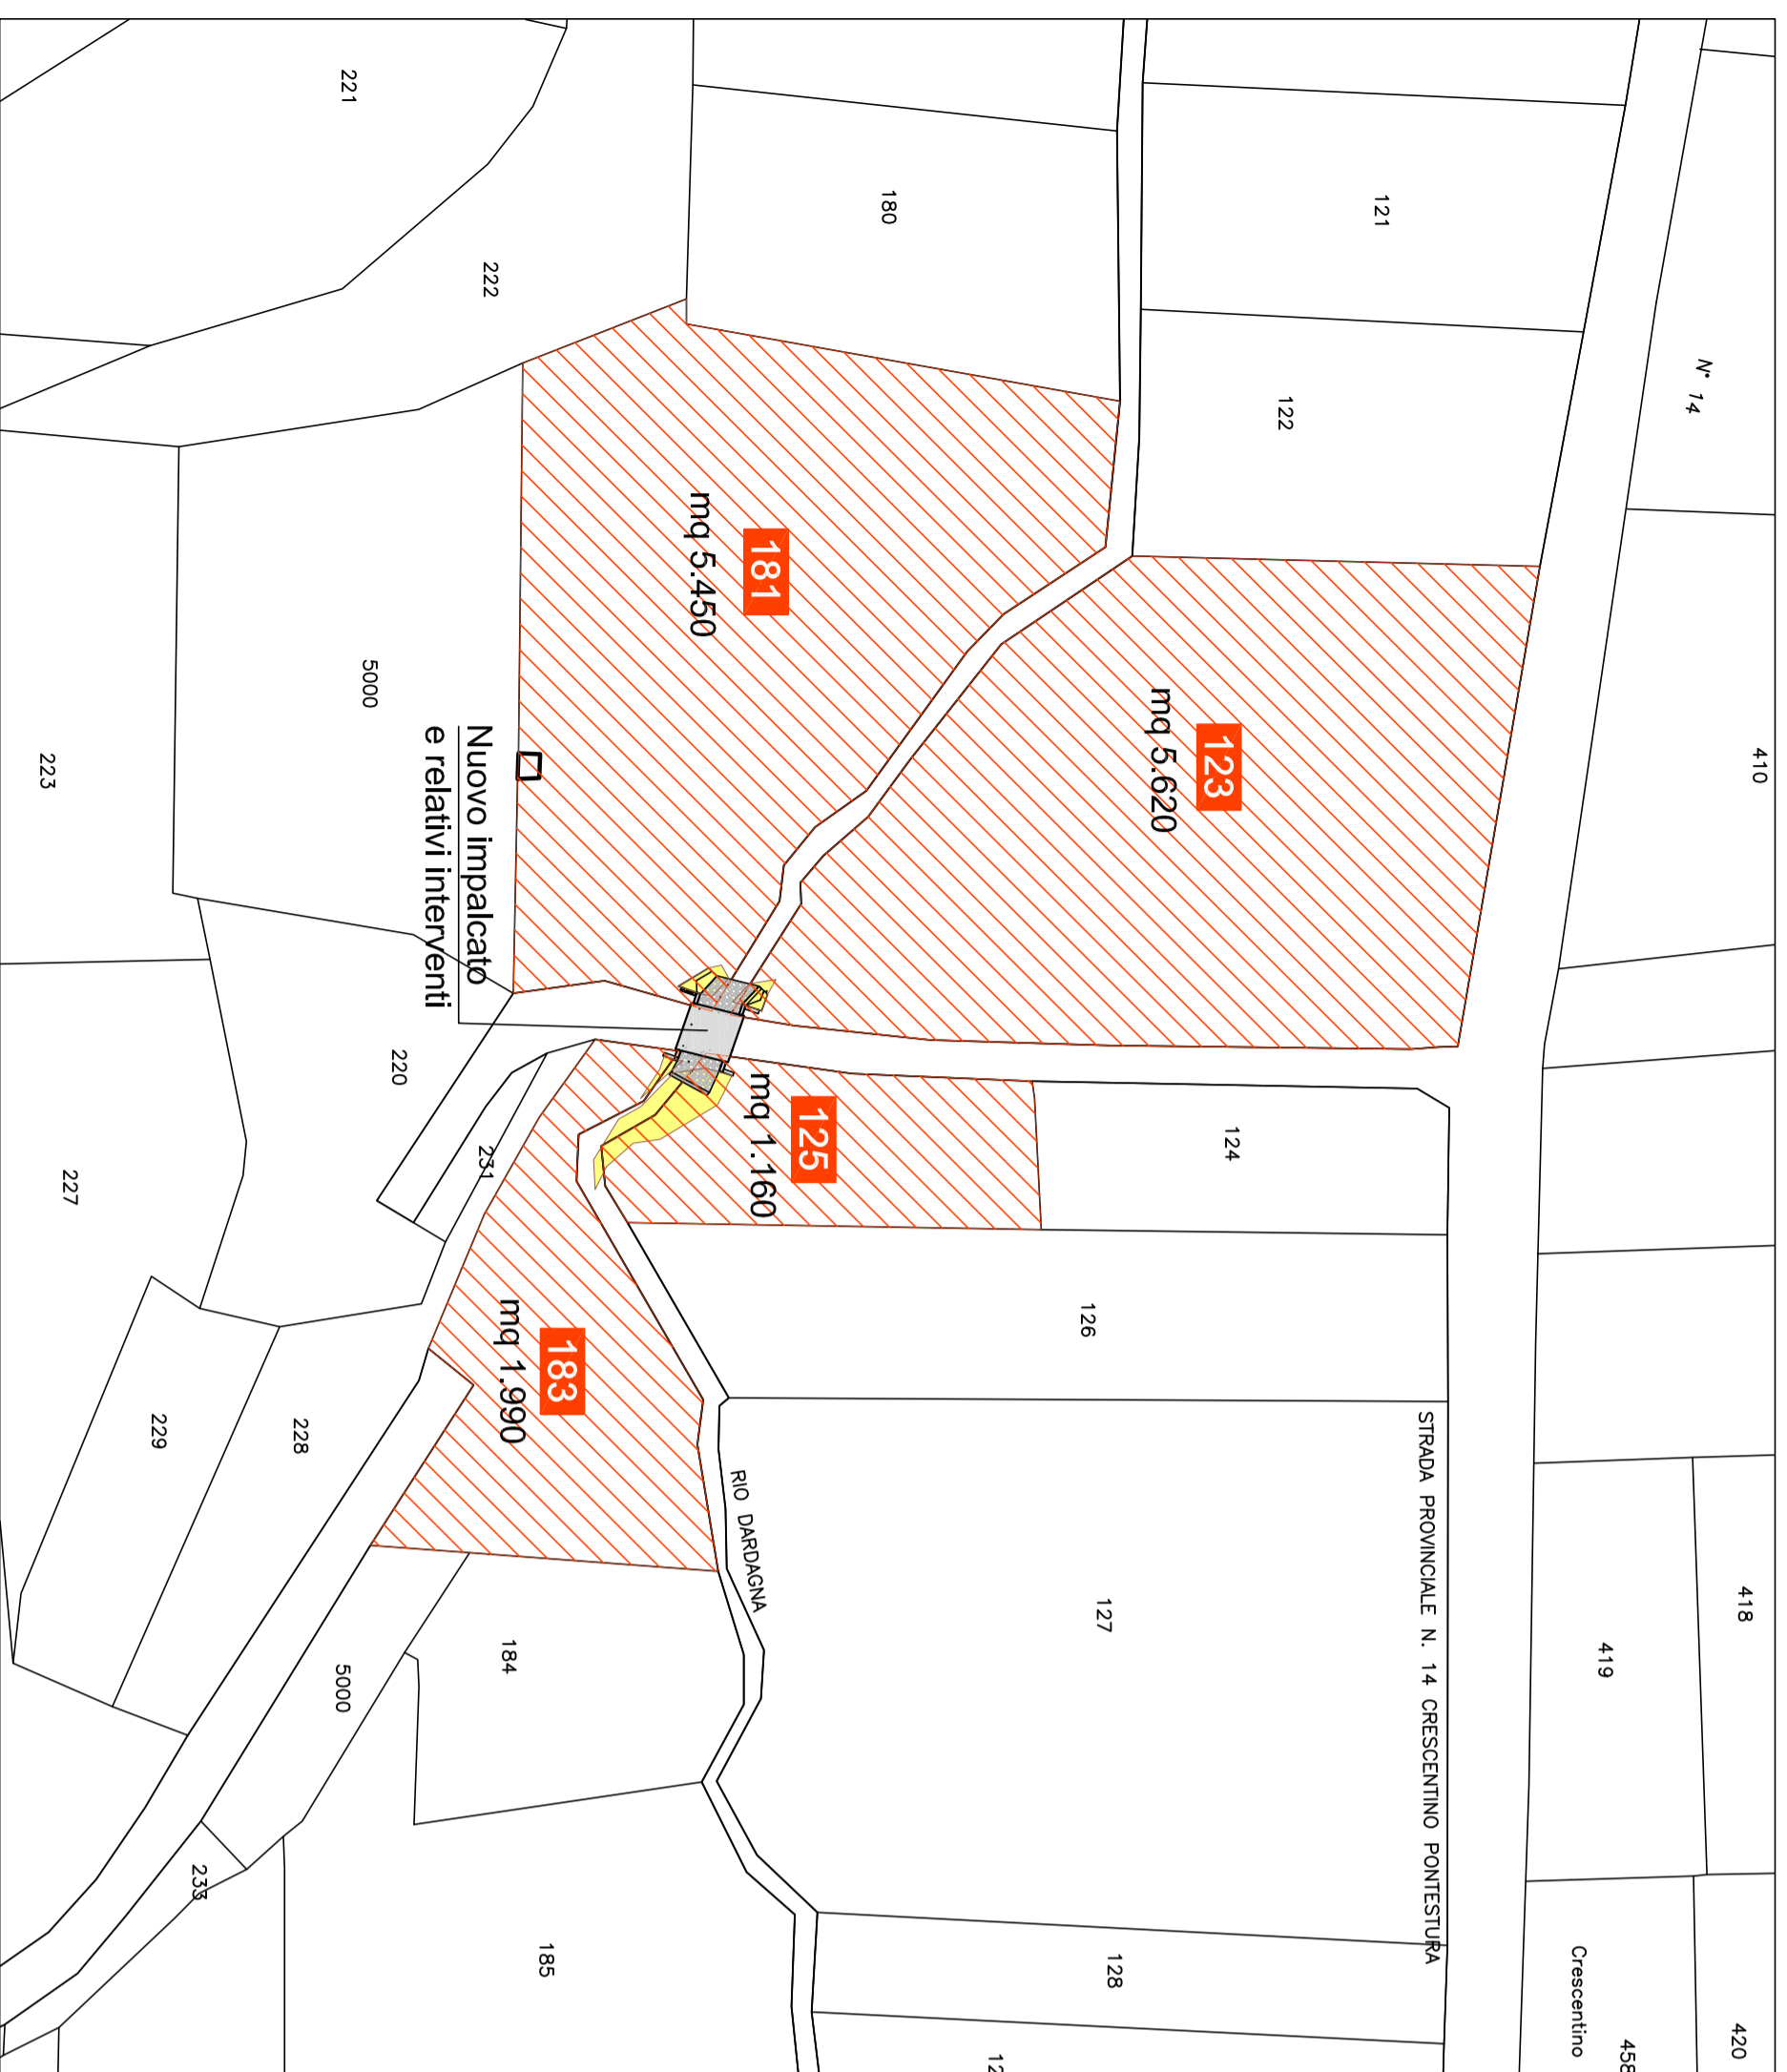 N° 14
410
418
419
420
458
Crescentino
STRADA PROVINCIALE N. 14 CRESCENTINO PONTESTURA
121
122
123
mq 5.620
124
126
127
128
180
181
mq 5.450
125
mq 1.160
RIO DARDAGNA
183
mq 1.990
184
185
221
222
5000
Nuovo impalcato
e relativi interventi
220
231
223
227
228
229
5000
233